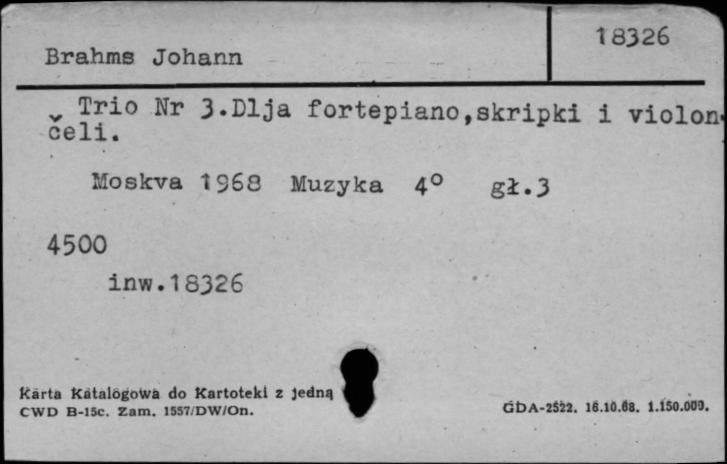 18326
Brahms Johann
Trio Nr 3.Dlja fortepiano,skripki i violon-
čeli.
Moskva 1968 Muzyka 4° gł.3
4500
inw.18326
Karta Katalogowa do Kartoteki z jedną
CWD B-15c. Zam. 1557/DW/On.
GDA-2522. 16.10.68. 1.150.000.